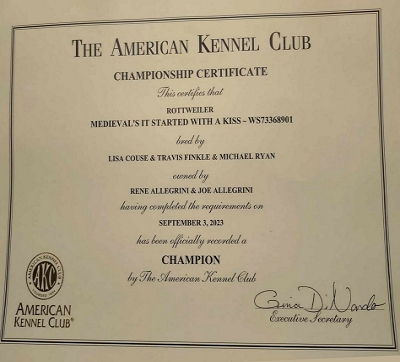 THE AMERICAN KENNEL CLUB
CHAMPIONSHIP CERTIFICATE
This certifies that
ROTTWEILER
MEDIEVAL'S IT STARTED WITH A KISS – WS73368901
bred by
LISA COUSE & TRAVIS FINKLE & MICHAEL RYAN
owned by
RENE ALLEGRINI & JOE ALLEGRINI
having completed the requirements on
SEPTEMBER 3, 2023
has been officially recorded a
CHAMPION
by The American Kennel Club
AKC
AMERICAN
KENNEL CLUB®
Gina DiNardo
Executive Secretary